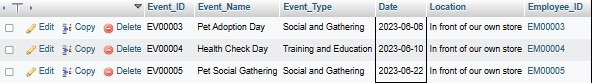 Event_ID Event_Name Event_Type Date Location Employee_ID
Edit Copy Delete EV00003 Pet Adoption Day Social and Gathering 2023-06-06 In front of our own store EM00003
Edit Copy Delete EV00004 Health Check Day Training and Education 2023-06-10 In front of our own store EM00004
Edit Copy Delete EV00005 Pet Social Gathering Social and Gathering 2023-06-22 In front of our own store EM00005